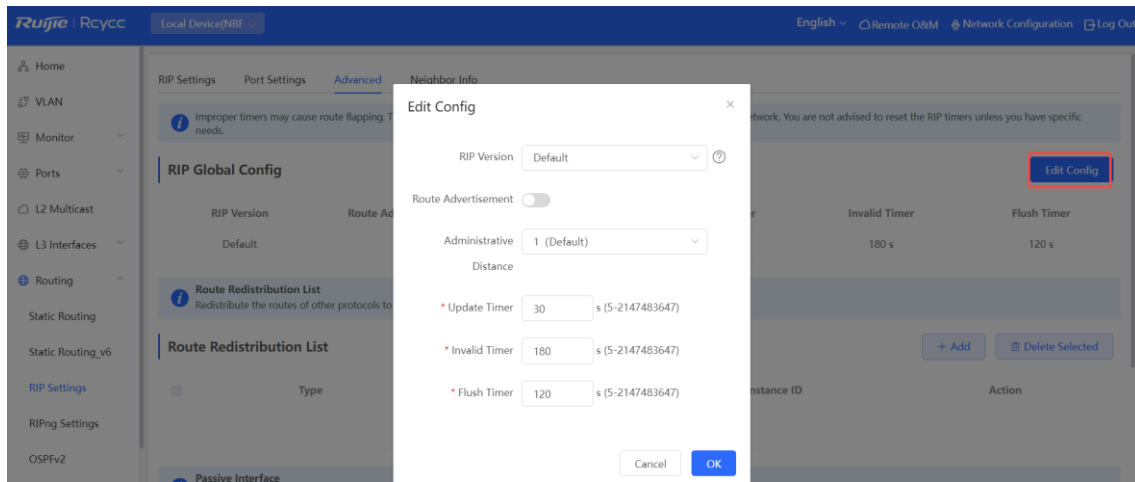 Ruijie | Rcycc
Local Device(NBF
English
Remote O&M
Network Configuration
Log Out
Home
VLAN
Monitor
Ports
L2 Multicast
L3 Interfaces
Routing
Static Routing
Static Routing_v6
RIP Settings
RIPng Settings
OSPFv2
RIP Settings Port Settings Advanced Neighbor Info
Improper timers may cause route flapping. T
etwork. You are not advised to reset the RIP timers unless you have specific
needs.
RIP Global Config
Edit Config
RIP Version Route Ad r Invalid Timer Flush Timer
Default 180 s 120 s
Route Redistribution List
Redistribute the routes of other protocols to
Route Redistribution List
+ Add
Delete Selected
Type nstance ID Action
Passive Interface
Edit Config
RIP Version Default
Route Advertisement
Administrative 1 (Default)
Distance
* Update Timer 30 s (5-2147483647)
* Invalid Timer 180 s (5-2147483647)
* Flush Timer 120 s (5-2147483647)
Cancel OK